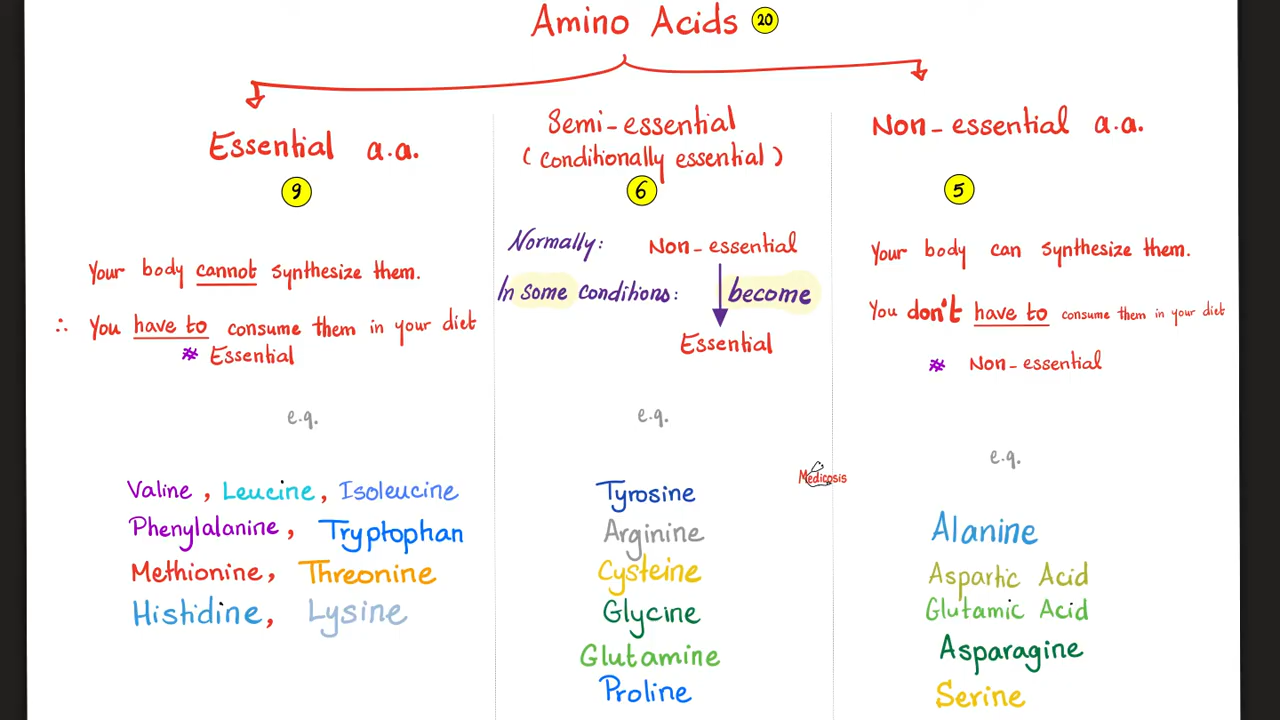 Amino Acids 20
Essential a.a.
9
Your body cannot synthesize them.
∴ You have to consume them in your diet
* Essential
e.g.
Valine, Leucine, Isoleucine
Phenylalanine, Tryptophan
Methionine, Threonine
Histidine, Lysine
Semi-essential
(conditionally essential)
6
Normally: Non-essential
In some conditions: become
Essential
e.g.
Tyrosine
Arginine
Cysteine
Glycine
Glutamine
Proline
Medicosis
Non-essential a.a.
5
Your body can synthesize them.
You don't have to consume them in your diet
* Non-essential
e.g.
Alanine
Aspartic Acid
Glutamic Acid
Asparagine
Serine